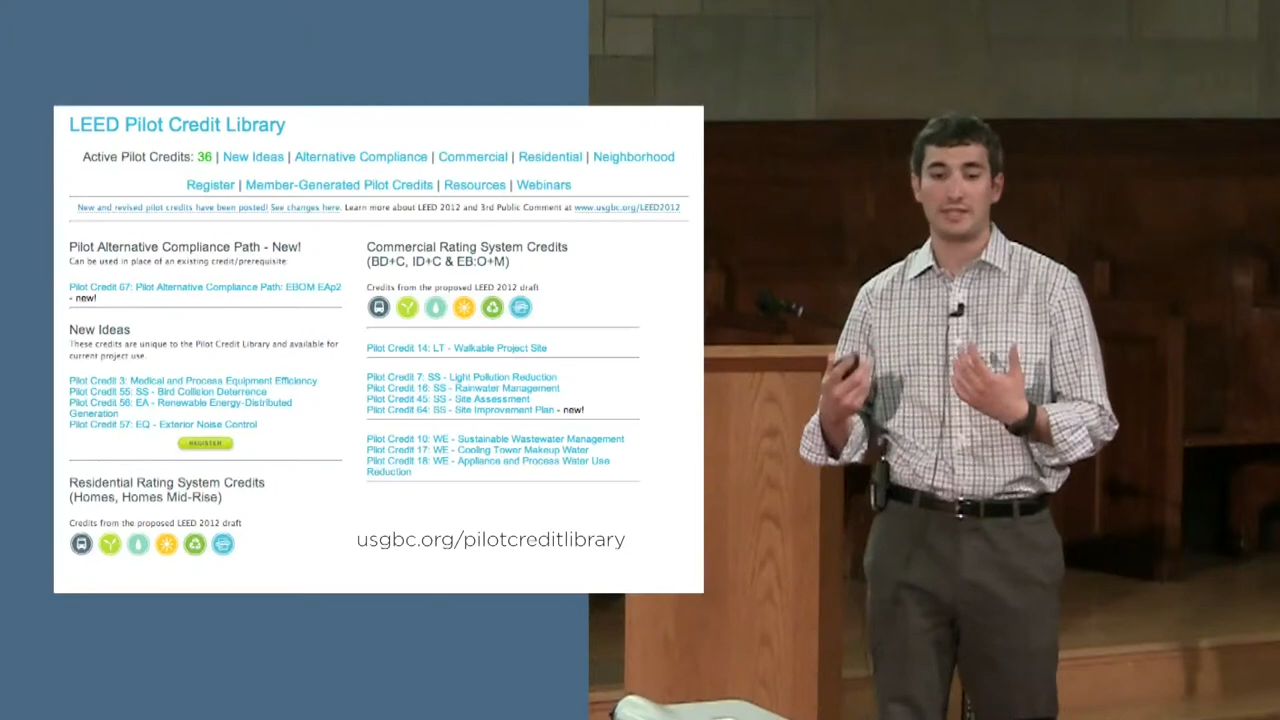 LEED Pilot Credit Library
Active Pilot Credits: 36 | New Ideas | Alternative Compliance | Commercial | Residential | Neighborhood
Register | Member-Generated Pilot Credits | Resources | Webinars
New and revised pilot credits have been posted! See changes here. Learn more about LEED 2012 and 3rd Public Comment at www.usgbc.org/LEED2012
Pilot Alternative Compliance Path - New!
Can be used in place of an existing credit/prerequisite:
Pilot Credit 67: Pilot Alternative Compliance Path: EBOM EAp2
- new!
New Ideas
These credits are unique to the Pilot Credit Library and available for
current project use.
Pilot Credit 3: Medical and Process Equipment Efficiency
Pilot Credit 55: SS - Bird Collision Deterrence
Pilot Credit 56: EA - Renewable Energy-Distributed
Generation
Pilot Credit 57: EQ - Exterior Noise Control
REGISTER
Residential Rating System Credits
(Homes, Homes Mid-Rise)
Credits from the proposed LEED 2012 draft
Commercial Rating System Credits
(BD+C, ID+C & EB:O+M)
Credits from the proposed LEED 2012 draft
Pilot Credit 14: LT - Walkable Project Site
Pilot Credit 7: SS - Light Pollution Reduction
Pilot Credit 16: SS - Rainwater Management
Pilot Credit 45: SS - Site Assessment
Pilot Credit 64: SS - Site Improvement Plan - new!
Pilot Credit 10: WE - Sustainable Wastewater Management
Pilot Credit 17: WE - Cooling Tower Makeup Water
Pilot Credit 18: WE - Appliance and Process Water Use
Reduction
usgbc.org/pilotcreditlibrary